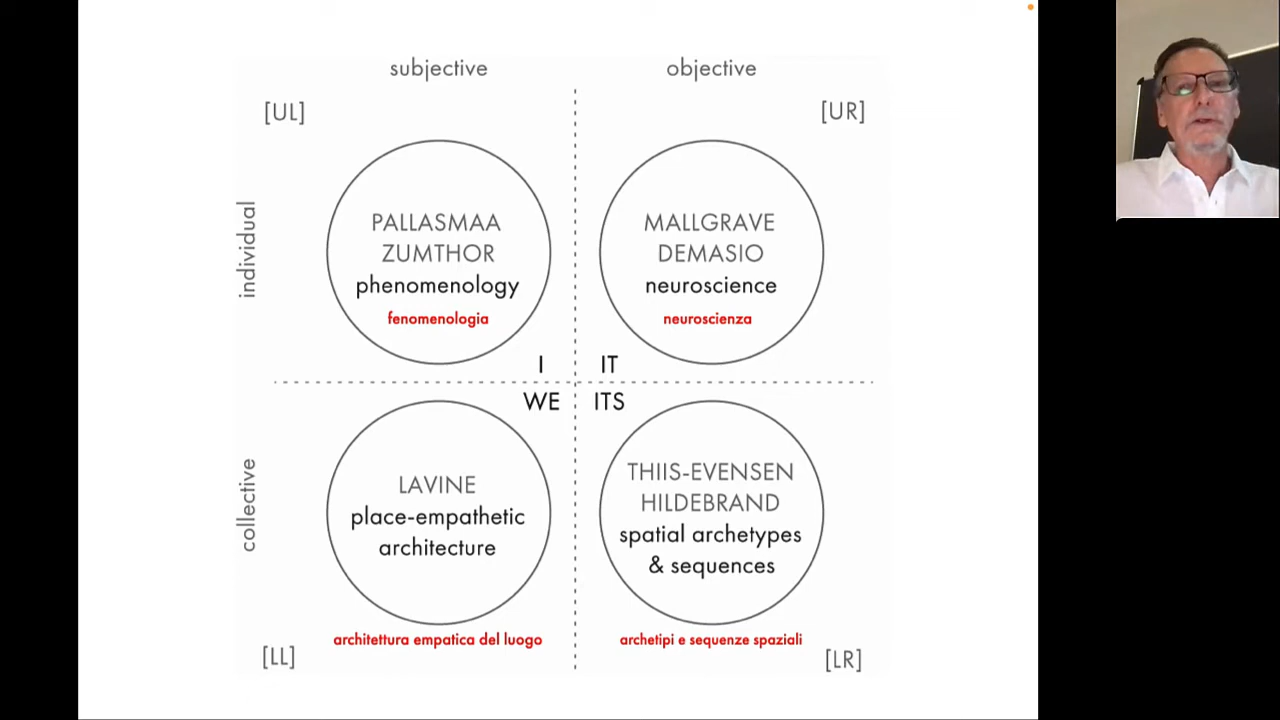 subjective
objective
[UL]
[UR]
individual
PALLASMAA
ZUMTHOR
phenomenology
fenomenologia
MALLGRAVE
DEMASIO
neuroscience
neuroscienza
I
IT
WE
ITS
collective
LAVINE
place-empathetic
architecture
architettura empatica del luogo
THIIS-EVENSEN
HILDEBRAND
spatial archetypes
& sequences
archetipi e sequenze spaziali
[LL]
[LR]